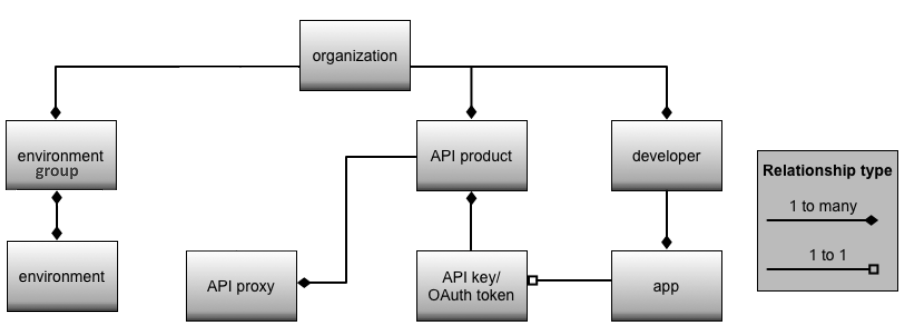 organization
environment
group
API product
developer
Relationship type
1 to many
1 to 1
environment
API proxy
API key/
OAuth token
app